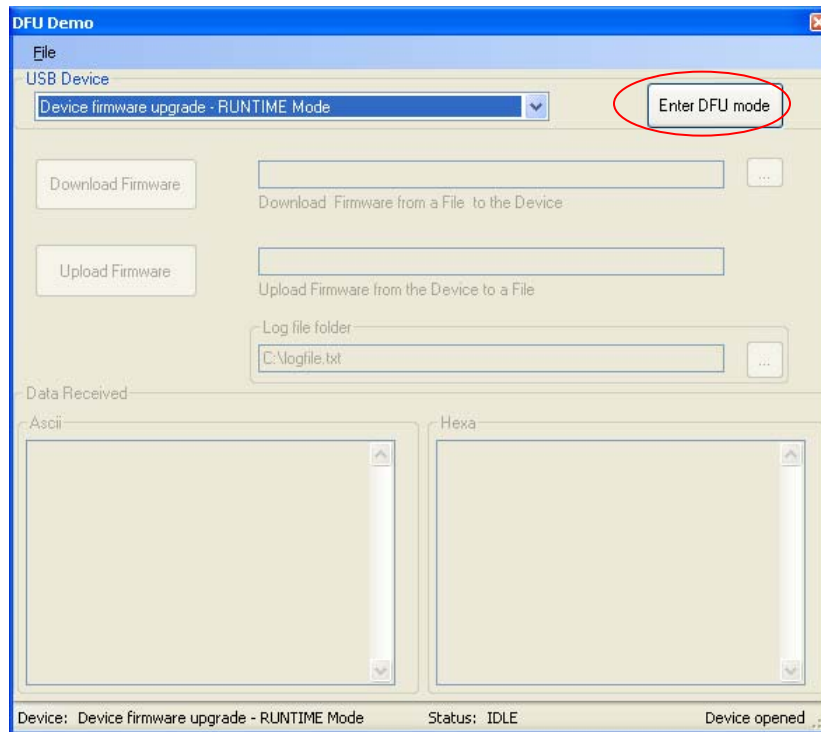 DFU Demo
File
USB Device
Device firmware upgrade - RUNTIME Mode
Enter DFU mode
Download Firmware
...
Download Firmware from a File to the Device
Upload Firmware
Upload Firmware from the Device to a File
Log file folder
C:\logfile.txt
...
Data Received
Ascii
Hexa
Device: Device firmware upgrade - RUNTIME Mode Status: IDLE Device opened